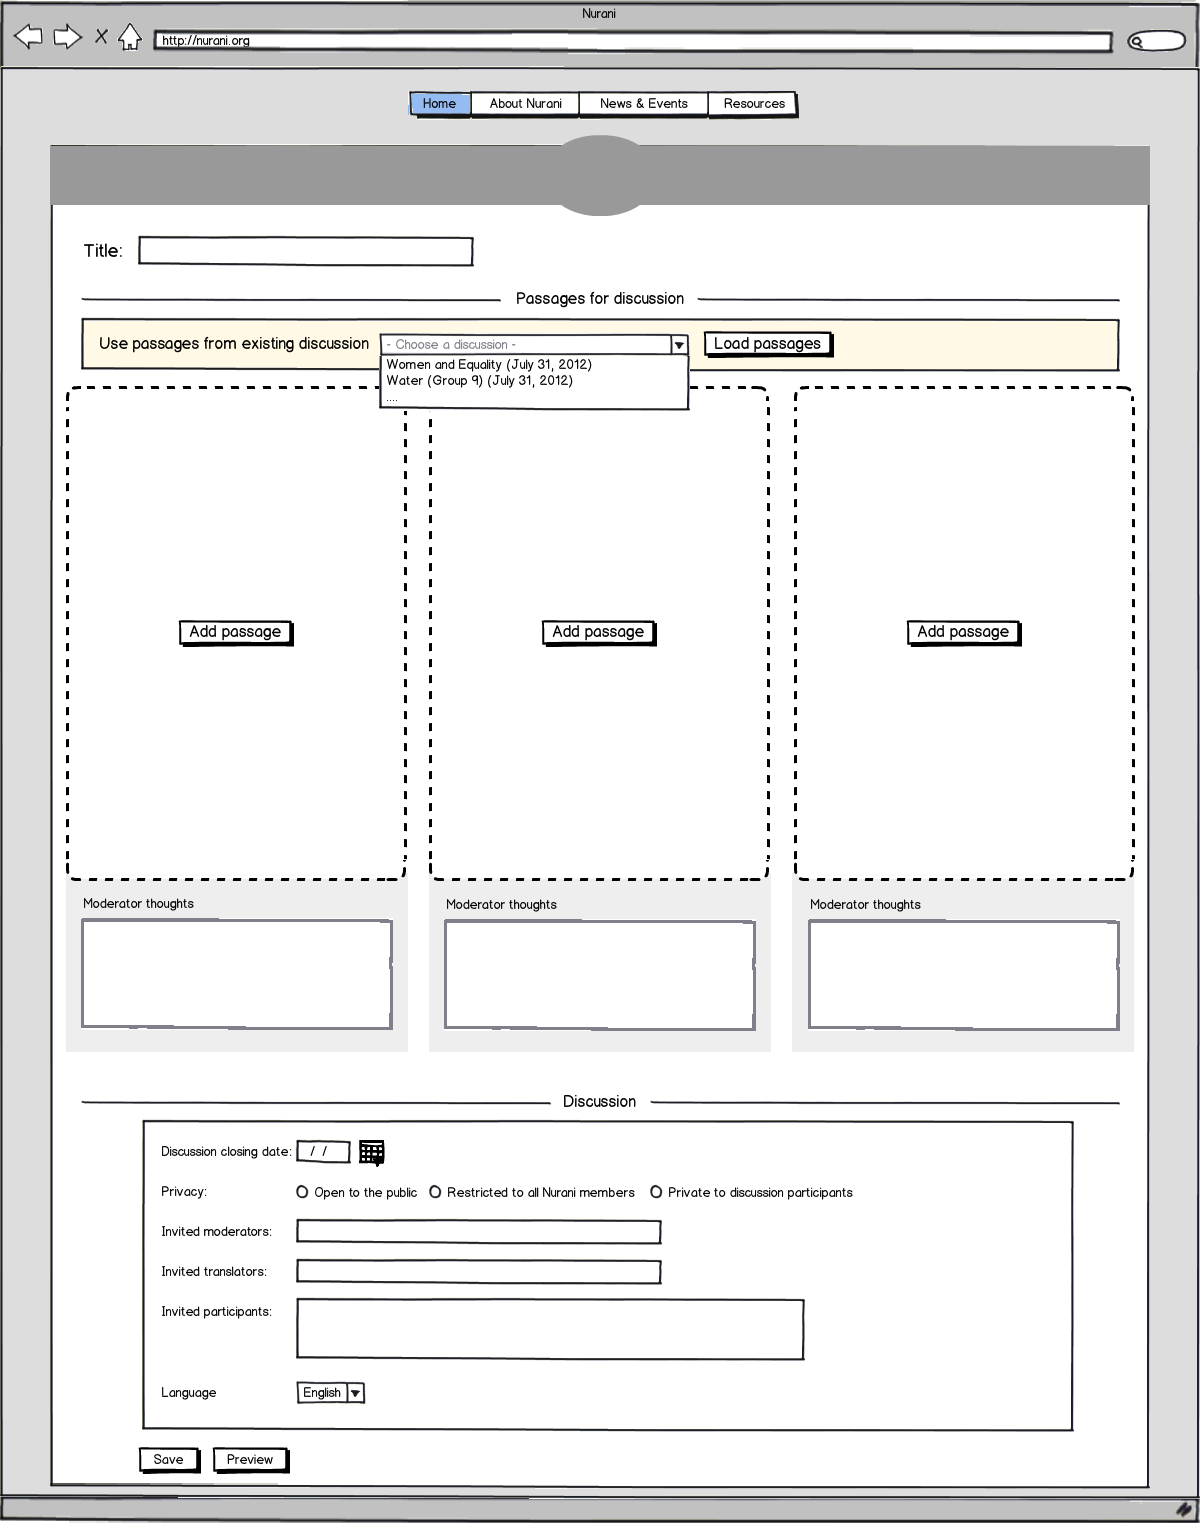 Nurani
http://nurani.org
Home About Nurani News & Events Resources
Title:
Passages for discussion
Use passages from existing discussion - Choose a discussion - Load passages
Women and Equality (July 31, 2012)
Water (Group 9) (July 31, 2012)
....
Add passage Add passage Add passage
Moderator thoughts Moderator thoughts Moderator thoughts
Discussion
Discussion closing date: / /
Privacy: Open to the public Restricted to all Nurani members Private to discussion participants
Invited moderators:
Invited translators:
Invited participants:
Language English
Save Preview